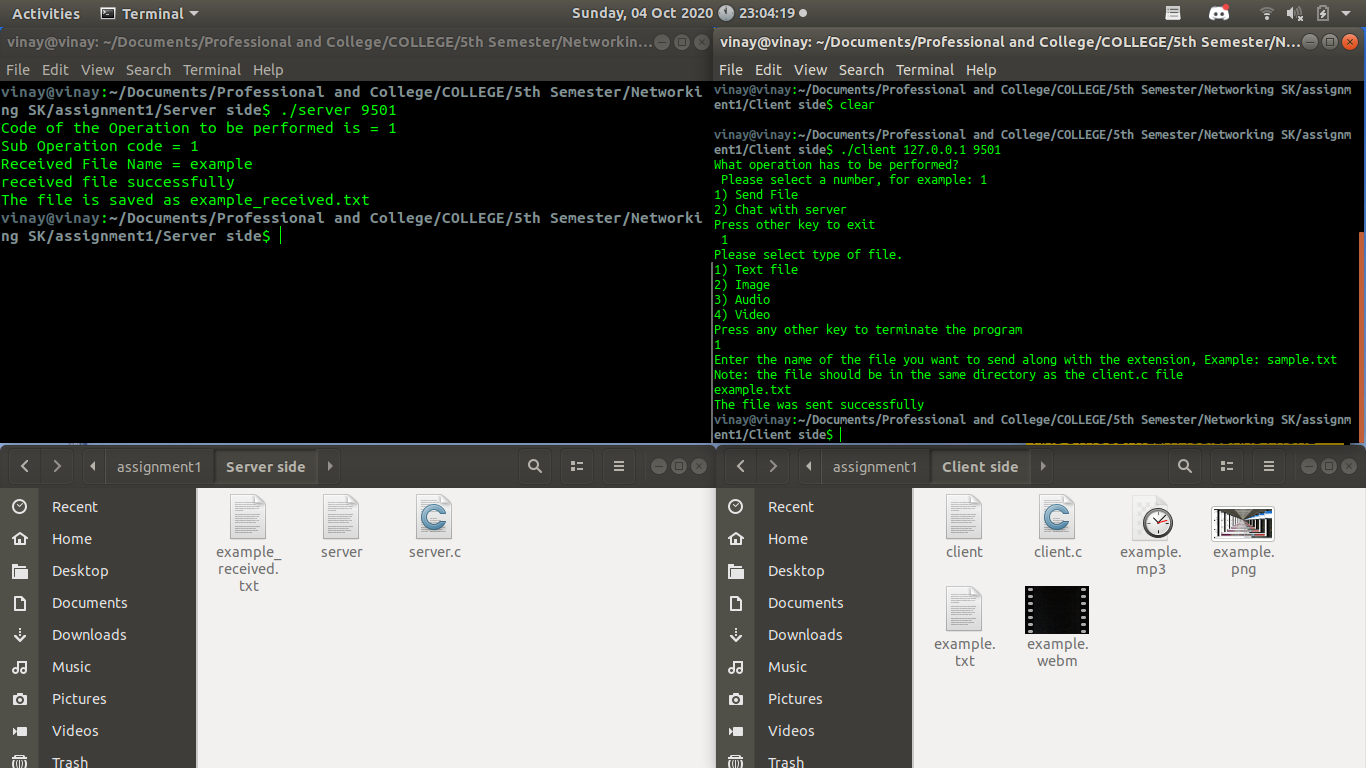 Activities Terminal Sunday, 04 Oct 2020 23:04:19
vinay@vinay: ~/Documents/Professional and College/COLLEGE/5th Semester/Networkin...
File Edit View Search Terminal Help
vinay@vinay:~/Documents/Professional and College/COLLEGE/5th Semester/Networki
ng SK/assignment1/Server side$ ./server 9501
Code of the Operation to be performed is = 1
Sub Operation code = 1
Received File Name = example
received file successfully
The file is saved as example_received.txt
vinay@vinay:~/Documents/Professional and College/COLLEGE/5th Semester/Networki
ng SK/assignment1/Server side$
vinay@vinay: ~/Documents/Professional and College/COLLEGE/5th Semester/N...
File Edit View Search Terminal Help
vinay@vinay:~/Documents/Professional and College/COLLEGE/5th Semester/Networking SK/assignm
ent1/Client side$ clear
vinay@vinay:~/Documents/Professional and College/COLLEGE/5th Semester/Networking SK/assignm
ent1/Client side$ ./client 127.0.0.1 9501
What operation has to be performed?
Please select a number, for example: 1
1) Send File
2) Chat with server
Press other key to exit
1
Please select type of file.
1) Text file
2) Image
3) Audio
4) Video
Press any other key to terminate the program
1
Enter the name of the file you want to send along with the extension, Example: sample.txt
Note: the file should be in the same directory as the client.c file
example.txt
The file was sent successfully
vinay@vinay:~/Documents/Professional and College/COLLEGE/5th Semester/Networking SK/assignm
ent1/Client side$
assignment1 Server side
Recent
Home
Desktop
Documents
Downloads
Music
Pictures
Videos
Trash
example_
received.
txt
server
server.c
assignment1 Client side
Recent
Home
Desktop
Documents
Downloads
Music
Pictures
Videos
Trash
client
client.c
example.
mp3
example.
png
example.
txt
example.
webm